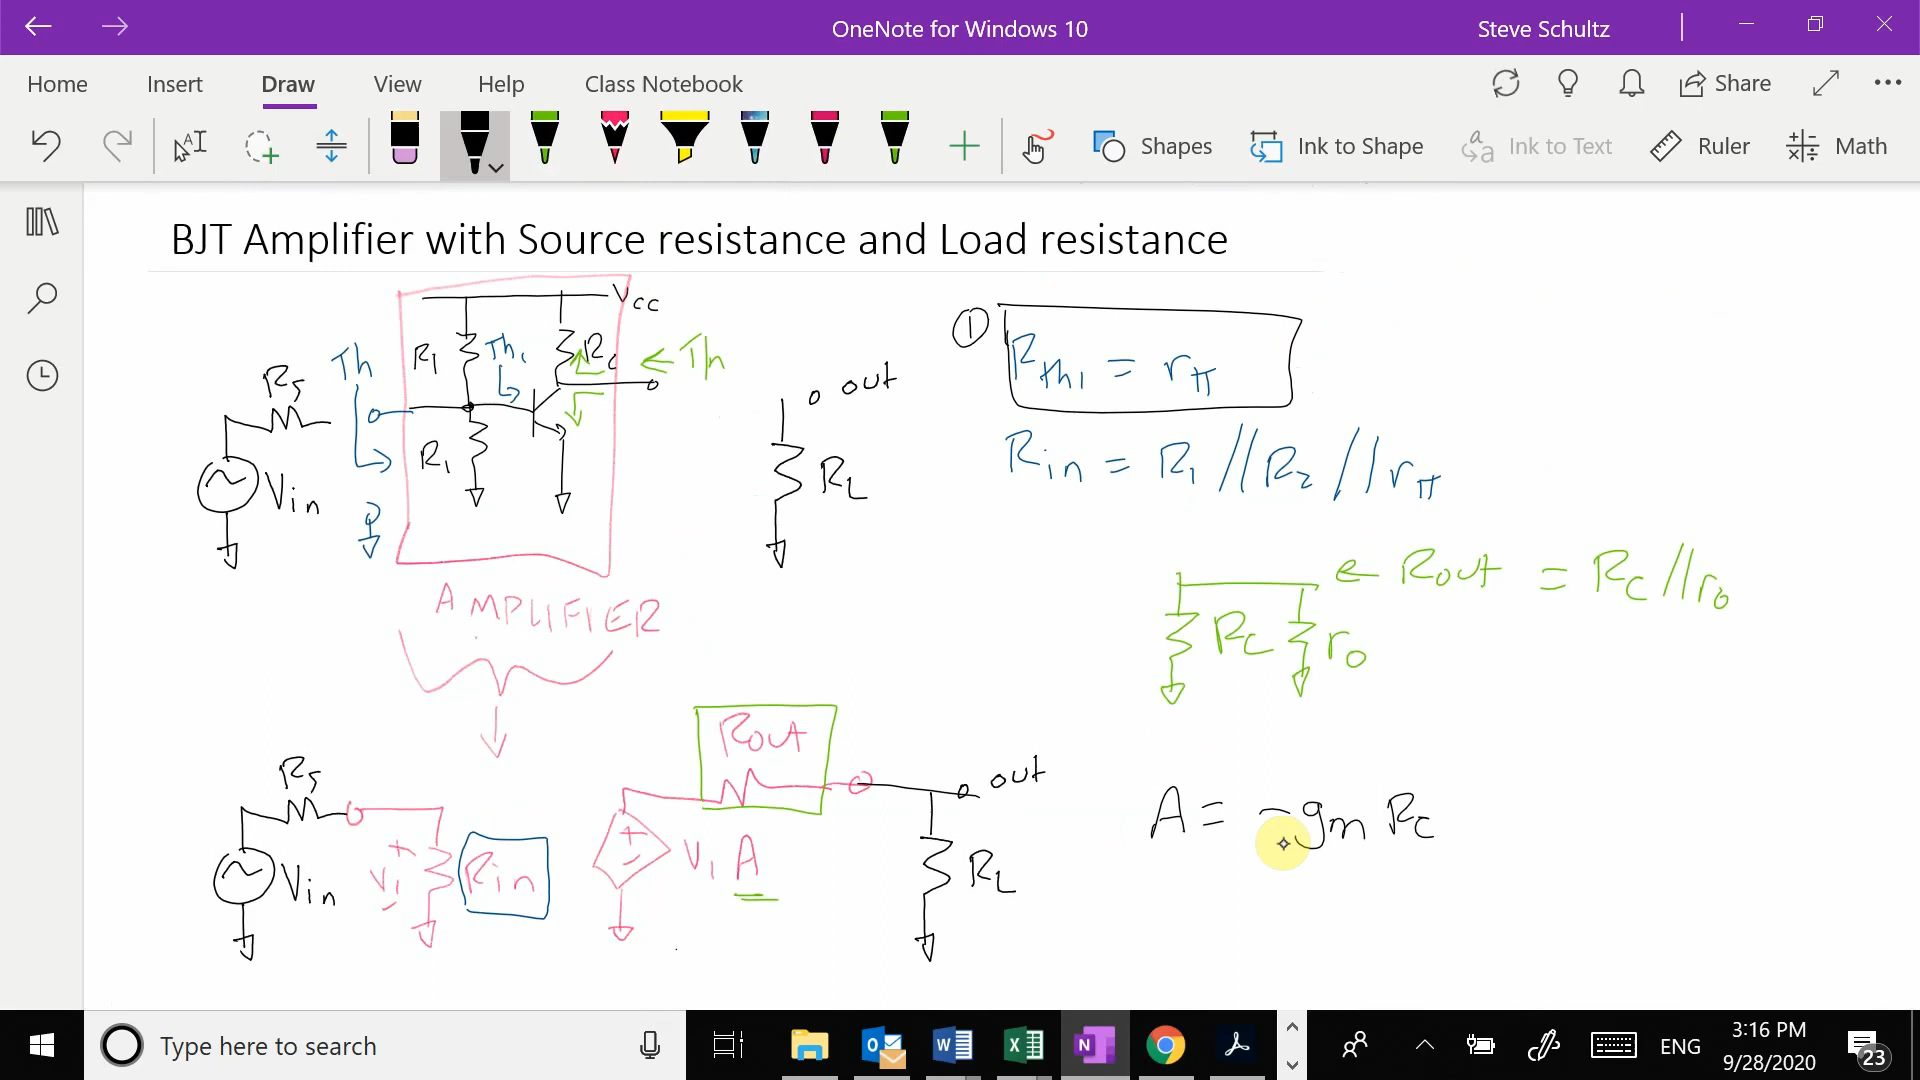 OneNote for Windows 10
Steve Schultz
Home Insert Draw View Help Class Notebook
Share
Shapes Ink to Shape Ink to Text Ruler Math
BJT Amplifier with Source resistance and Load resistance
Vcc
R1
Th1
Rc
← Th
Th
Rs
out
① Rth1 = rπ
R1
Vin
RL
Rin = R1 // R2 // rπ
← Rout = Rc // ro
AMPLIFIER
Rc ro
Rout
Rs
out
A = -gm Rc
Vin
+
V1
-
Rin
+
-
V1 A
RL
Type here to search
ENG
3:16 PM
9/28/2020
23